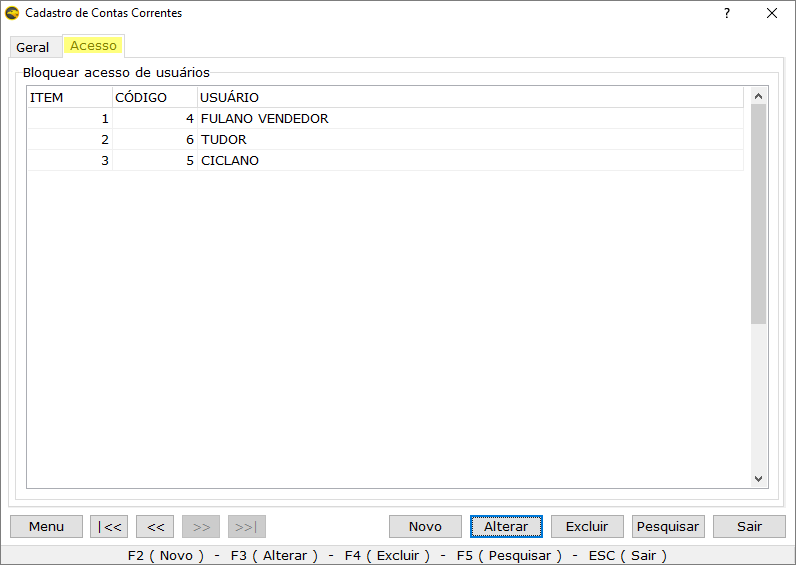 Cadastro de Contas Correntes ?
Geral Acesso
Bloquear acesso de usuários
ITEM CÓDIGO USUÁRIO
1 4 FULANO VENDEDOR
2 6 TUDOR
3 5 CICLANO
Menu |<< << >> >>| Novo Alterar Excluir Pesquisar Sair
F2 ( Novo ) - F3 ( Alterar ) - F4 ( Excluir ) - F5 ( Pesquisar ) - ESC ( Sair )